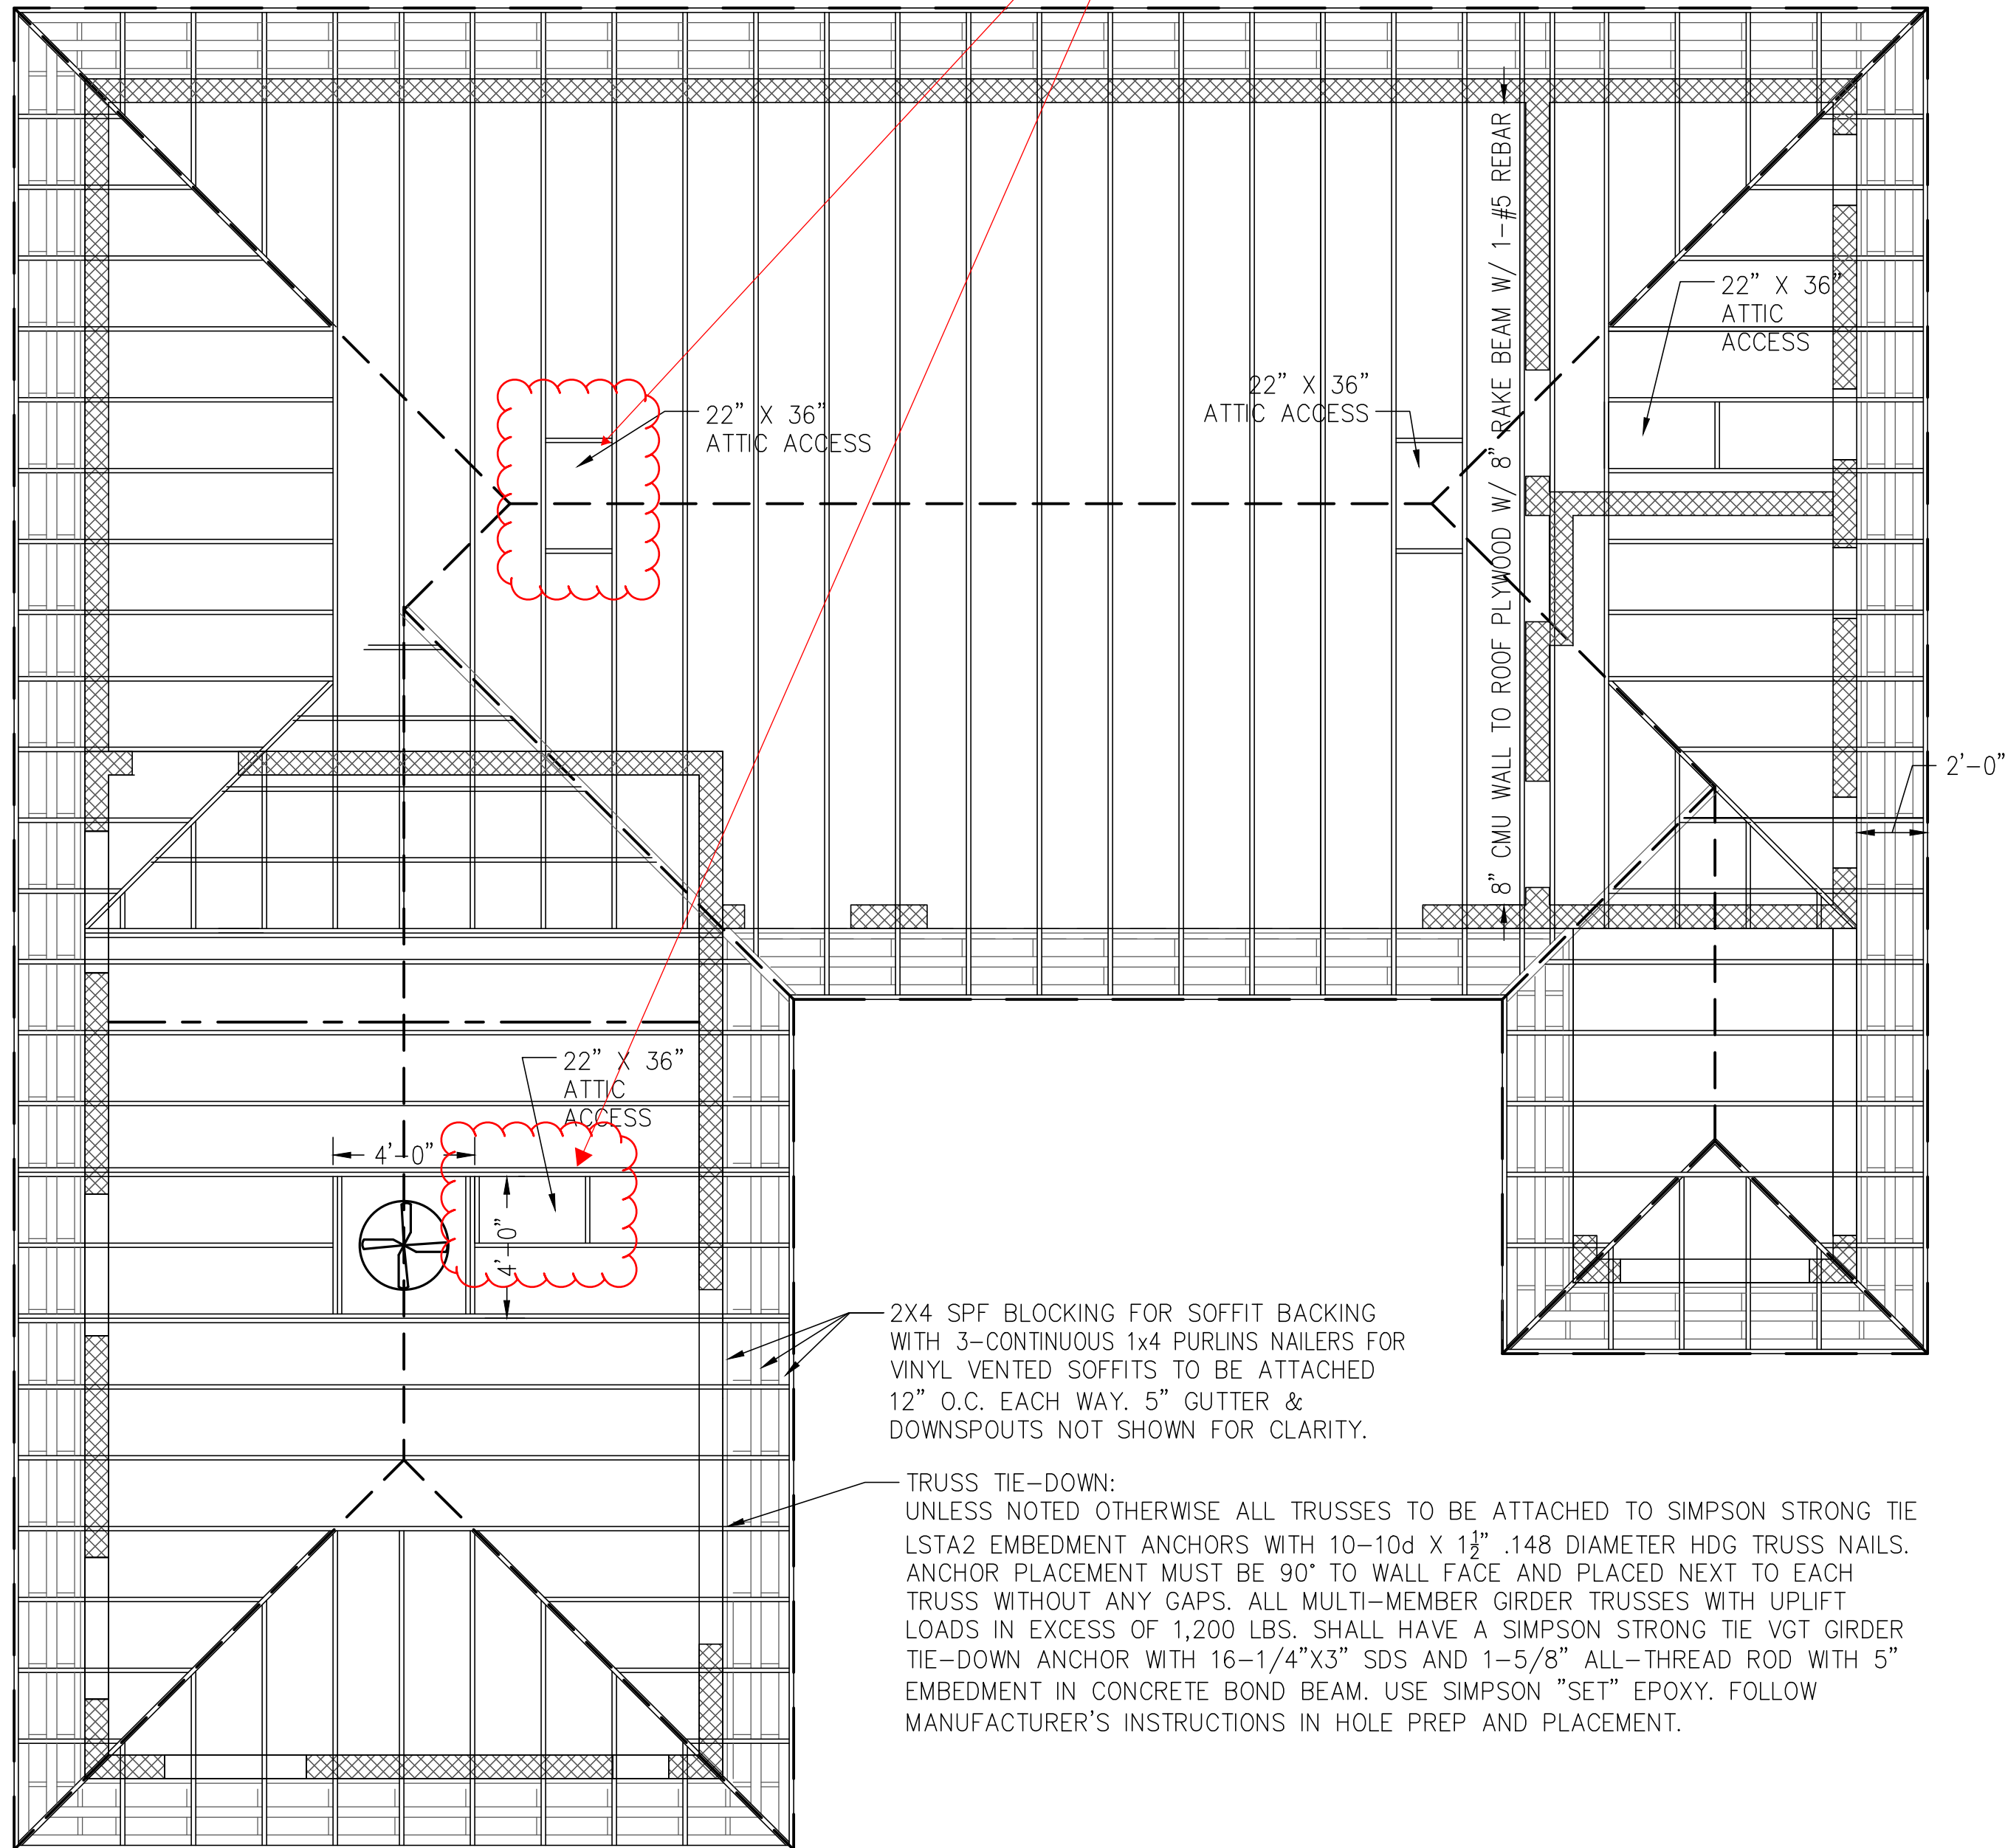 22" X 36"
ATTIC
ACCESS
22" X 36"
ATTIC ACCESS
22" X 36"
ATTIC ACCESS
8" CMU WALL TO ROOF PLYWOOD W/ 8" RAKE BEAM W/ 1-#5 REBAR
2'-0"
22" X 36"
ATTIC
ACCESS
4'-0"
4'-0"
2X4 SPF BLOCKING FOR SOFFIT BACKING
WITH 3-CONTINUOUS 1x4 PURLINS NAILERS FOR
VINYL VENTED SOFFITS TO BE ATTACHED
12" O.C. EACH WAY. 5" GUTTER &
DOWNSPOUTS NOT SHOWN FOR CLARITY.
TRUSS TIE-DOWN:
UNLESS NOTED OTHERWISE ALL TRUSSES TO BE ATTACHED TO SIMPSON STRONG TIE
LSTA2 EMBEDMENT ANCHORS WITH 10-10d X 1½" .148 DIAMETER HDG TRUSS NAILS.
ANCHOR PLACEMENT MUST BE 90° TO WALL FACE AND PLACED NEXT TO EACH
TRUSS WITHOUT ANY GAPS. ALL MULTI-MEMBER GIRDER TRUSSES WITH UPLIFT
LOADS IN EXCESS OF 1,200 LBS. SHALL HAVE A SIMPSON STRONG TIE VGT GIRDER
TIE-DOWN ANCHOR WITH 16-1/4"X3" SDS AND 1-5/8" ALL-THREAD ROD WITH 5"
EMBEDMENT IN CONCRETE BOND BEAM. USE SIMPSON "SET" EPOXY. FOLLOW
MANUFACTURER'S INSTRUCTIONS IN HOLE PREP AND PLACEMENT.